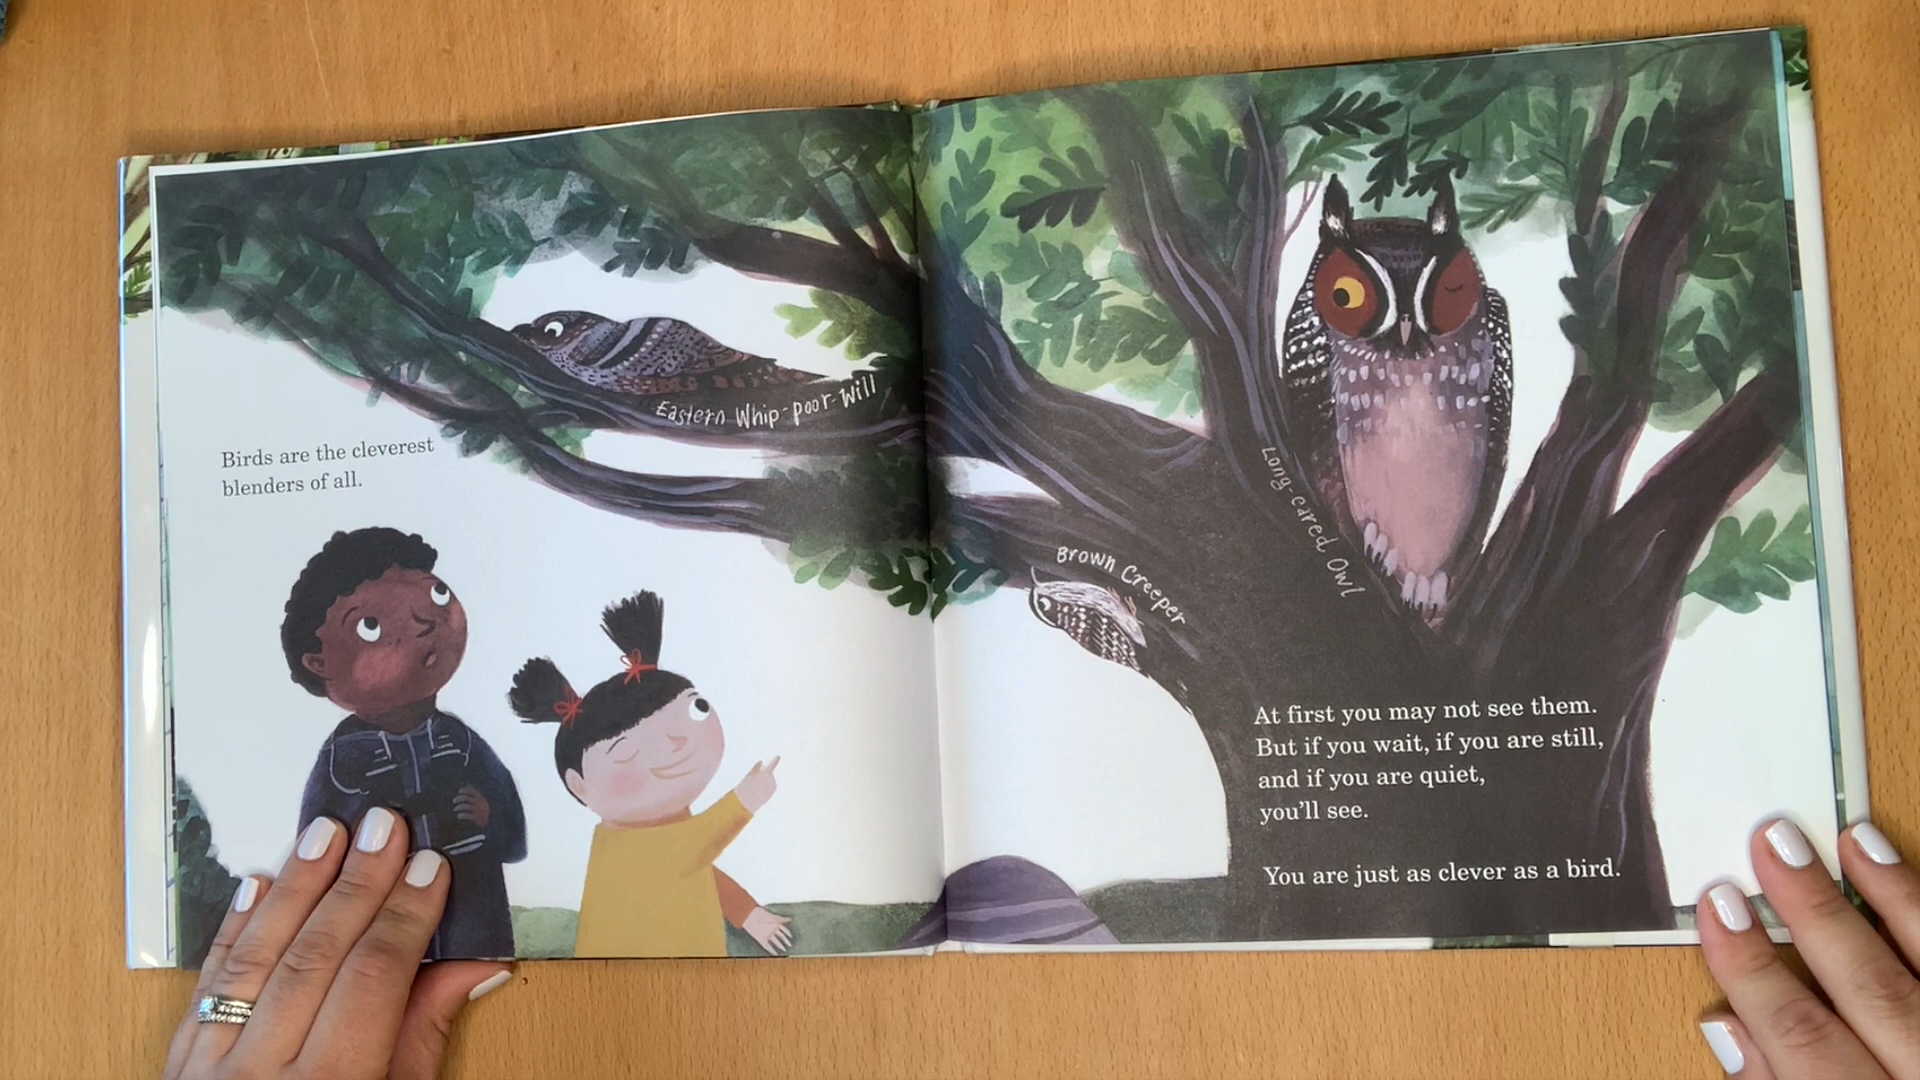 Birds are the cleverest
blenders of all.
Eastern Whip-poor-Will
Brown Creeper
Long-eared Owl
At first you may not see them.
But if you wait, if you are still,
and if you are quiet,
you'll see.
You are just as clever as a bird.